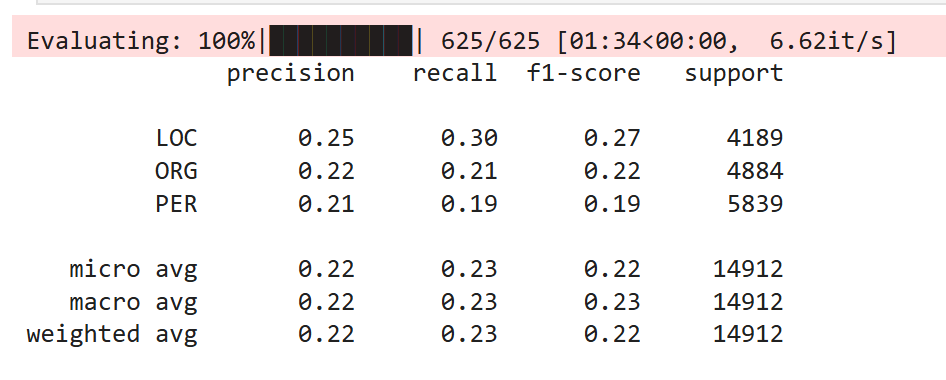 Evaluating: 100%|██████████| 625/625 [01:34<00:00,  6.62it/s]
              precision    recall  f1-score   support

         LOC       0.25      0.30      0.27      4189
         ORG       0.22      0.21      0.22      4884
         PER       0.21      0.19      0.19      5839

   micro avg       0.22      0.23      0.22     14912
   macro avg       0.22      0.23      0.23     14912
weighted avg       0.22      0.23      0.22     14912